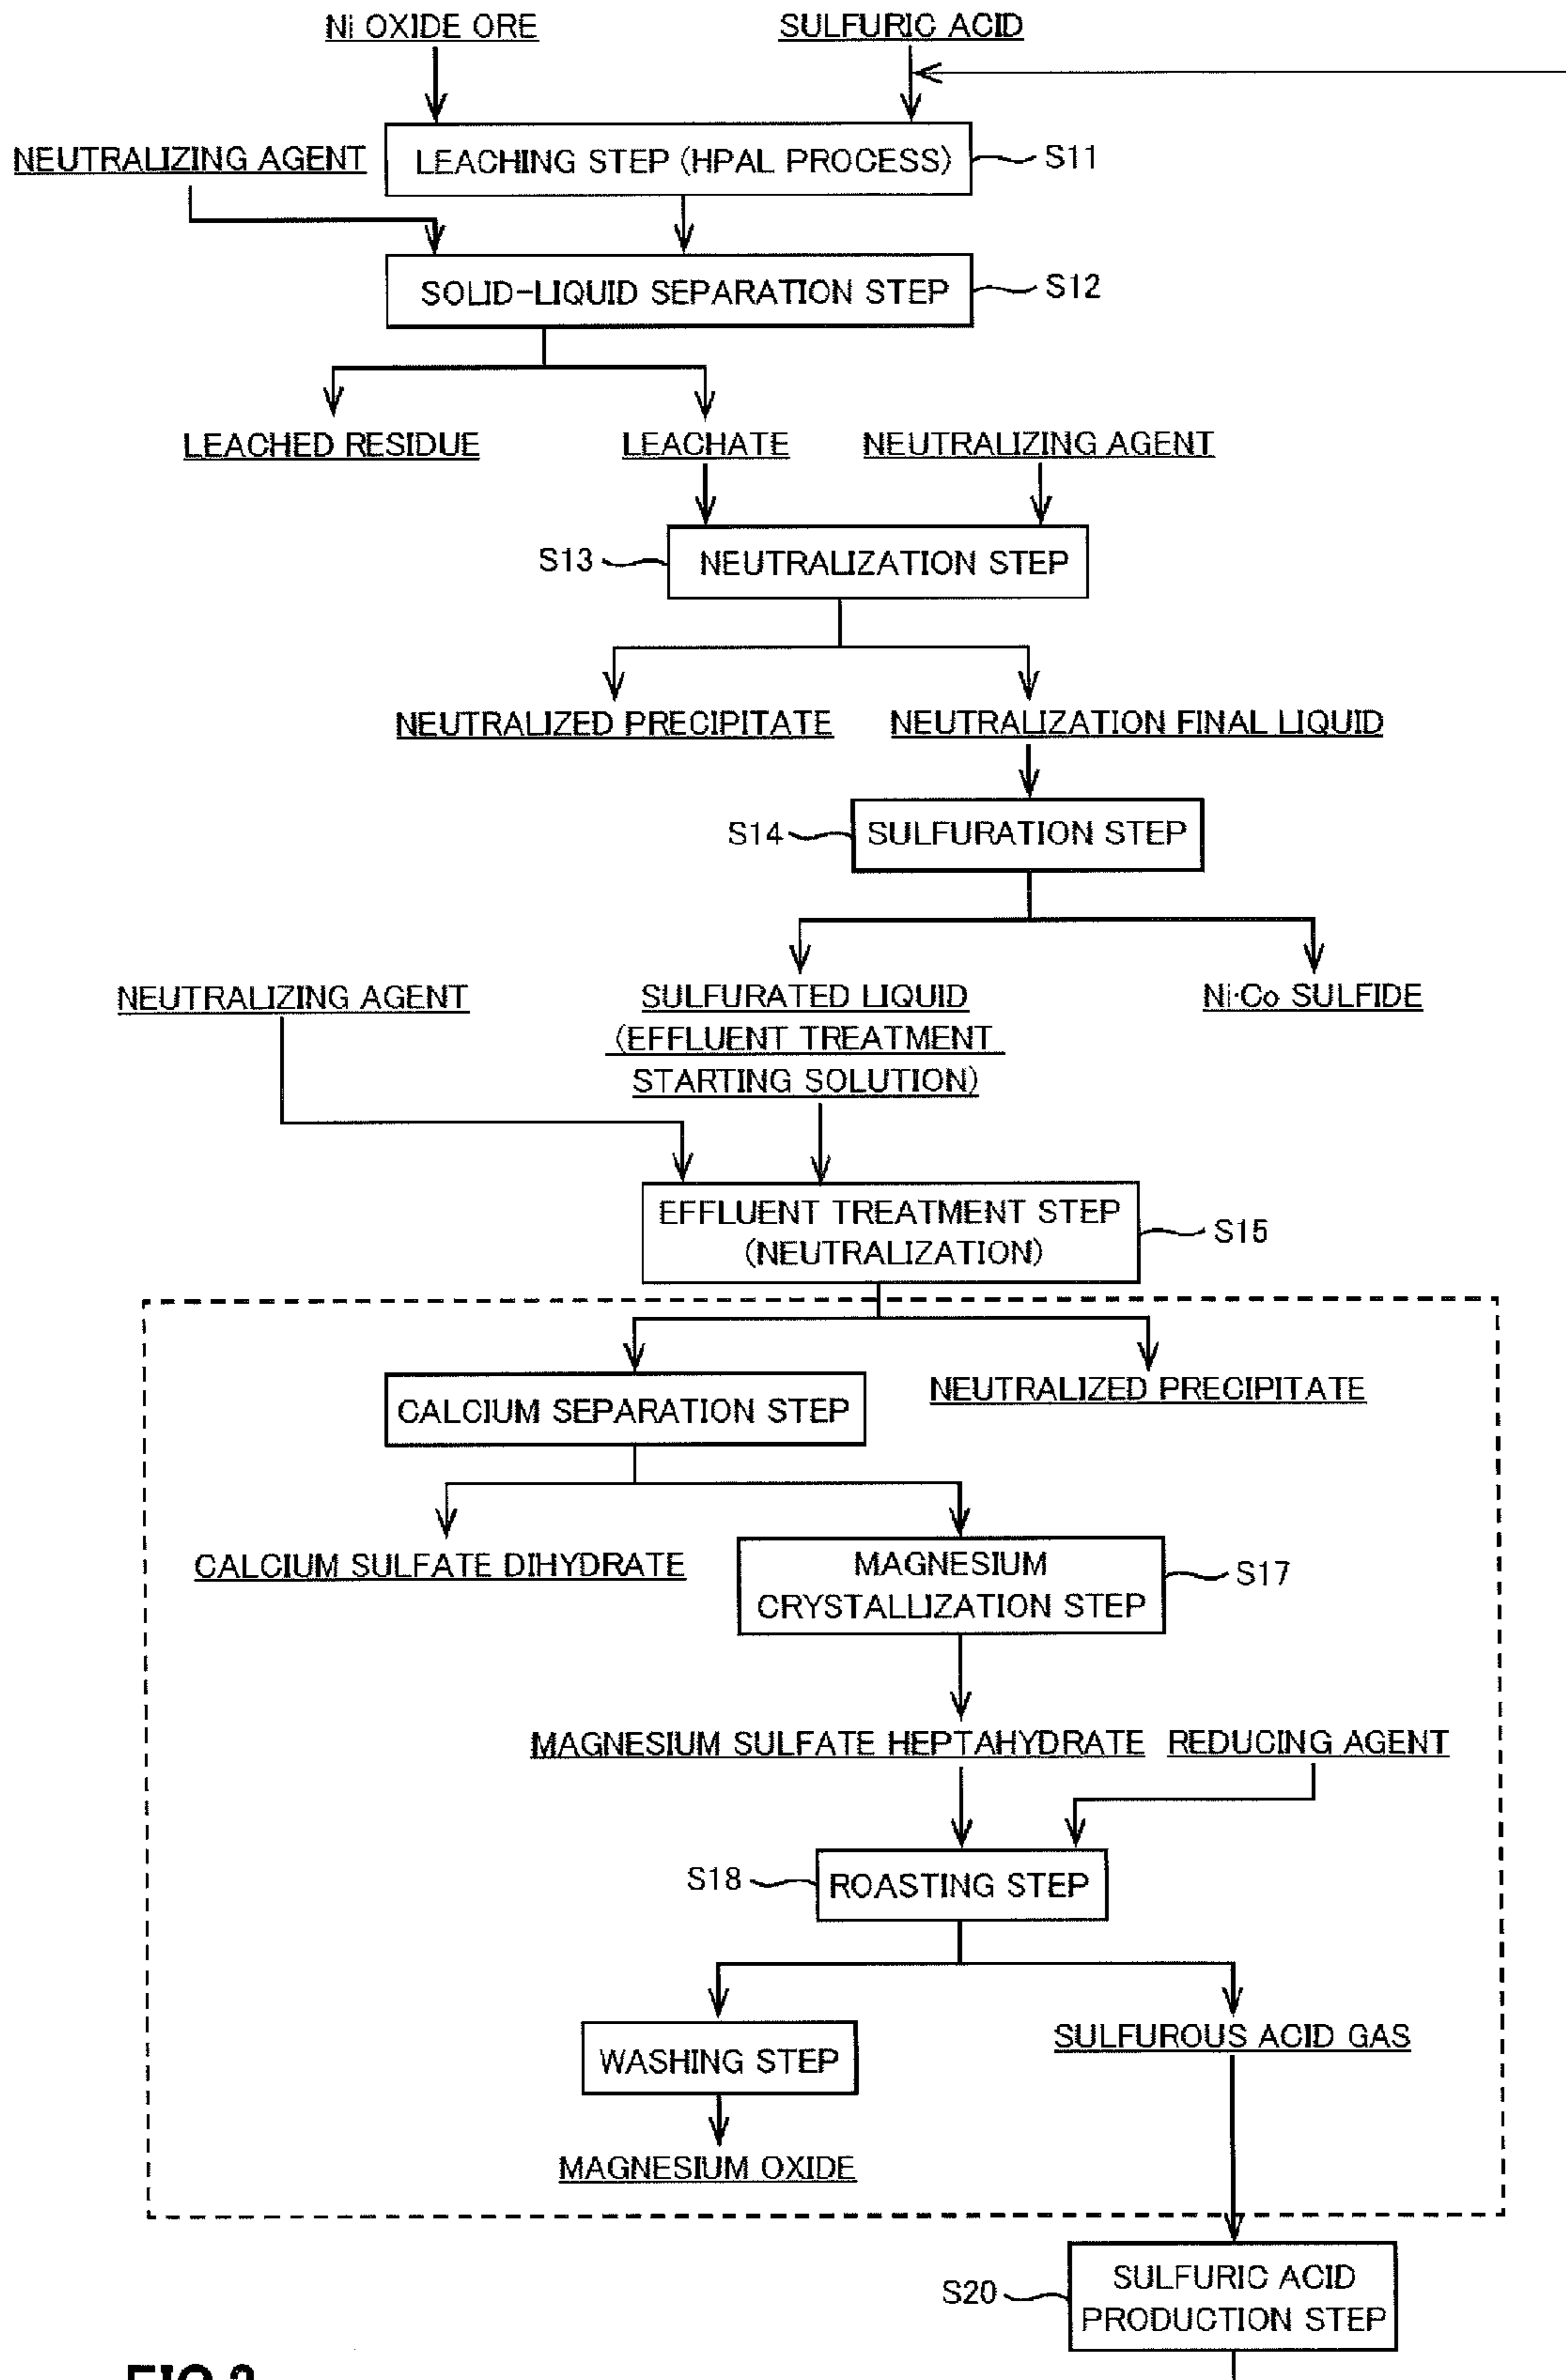 Ni OXIDE ORE
SULFURIC ACID
NEUTRALIZING AGENT
LEACHING STEP (HPAL PROCESS)
S11
SOLID-LIQUID SEPARATION STEP
S12
LEACHED RESIDUE
LEACHATE
NEUTRALIZING AGENT
S13
NEUTRALIZATION STEP
NEUTRALIZED PRECIPITATE
NEUTRALIZATION FINAL LIQUID
S14
SULFURATION STEP
NEUTRALIZING AGENT
SULFURATED LIQUID
(EFFLUENT TREATMENT
STARTING SOLUTION)
Ni·Co SULFIDE
EFFLUENT TREATMENT STEP
(NEUTRALIZATION)
S15
CALCIUM SEPARATION STEP
NEUTRALIZED PRECIPITATE
CALCIUM SULFATE DIHYDRATE
MAGNESIUM
CRYSTALLIZATION STEP
S17
MAGNESIUM SULFATE HEPTAHYDRATE
REDUCING AGENT
S18
ROASTING STEP
WASHING STEP
SULFUROUS ACID GAS
MAGNESIUM OXIDE
S20
SULFURIC ACID
PRODUCTION STEP